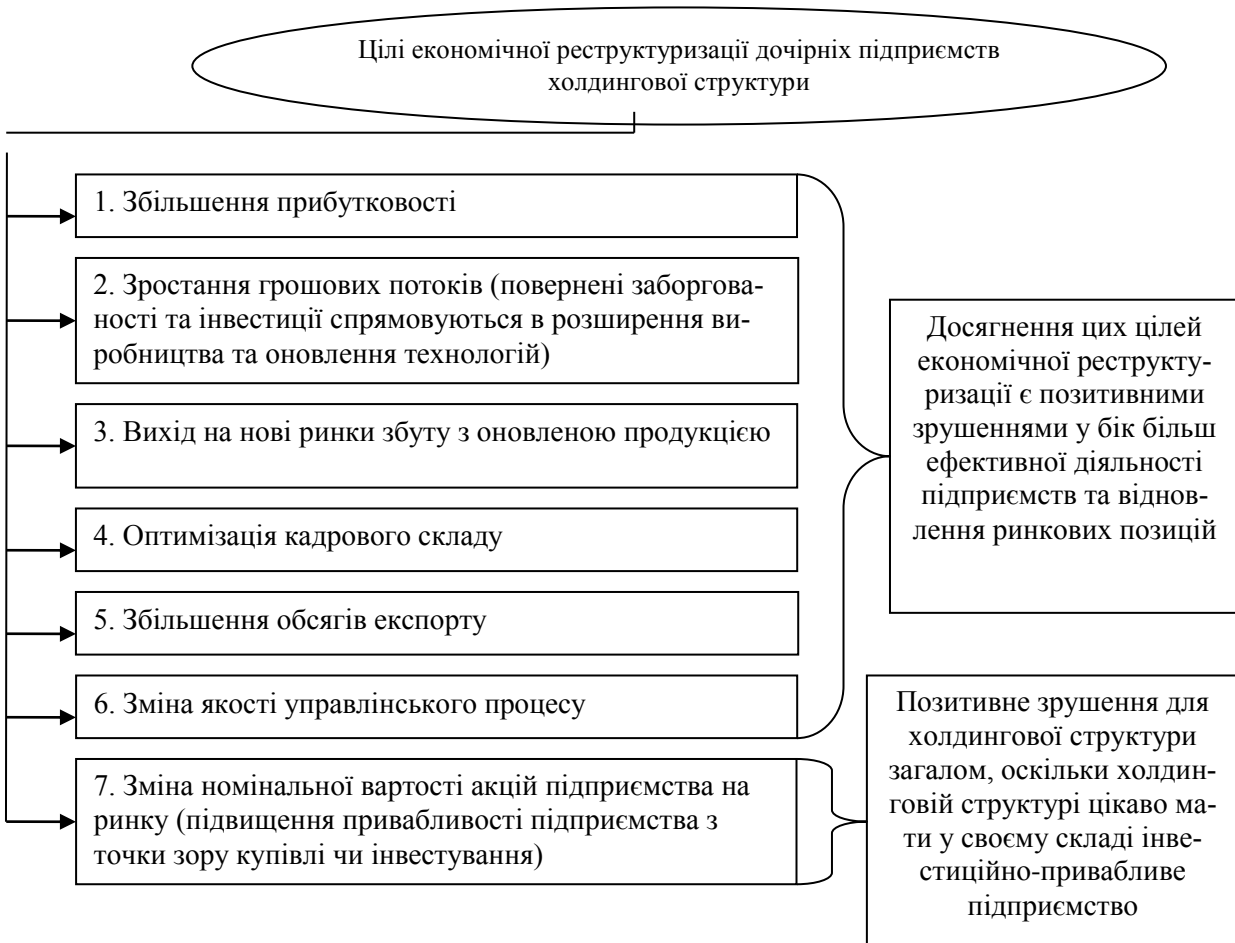 Цілі економічної реструктуризації дочірніх підприємств
холдингової структури
1. Збільшення прибутковості
2. Зростання грошових потоків (повернені заборгова-
ності та інвестиції спрямовуються в розширення ви-
робництва та оновлення технологій)
3. Вихід на нові ринки збуту з оновленою продукцією
4. Оптимізація кадрового складу
5. Збільшення обсягів експорту
6. Зміна якості управлінського процесу
7. Зміна номінальної вартості акцій підприємства на
ринку (підвищення привабливості підприємства з
точки зору купівлі чи інвестування)
Досягнення цих цілей
економічної реструкту-
ризації є позитивними
зрушеннями у бік більш
ефективної діяльності
підприємств та віднов-
лення ринкових позицій
Позитивне зрушення для
холдингової структури
загалом, оскільки холдин-
говій структурі цікаво ма-
ти у своєму складі інве-
стиційно-привабливе
підприємство